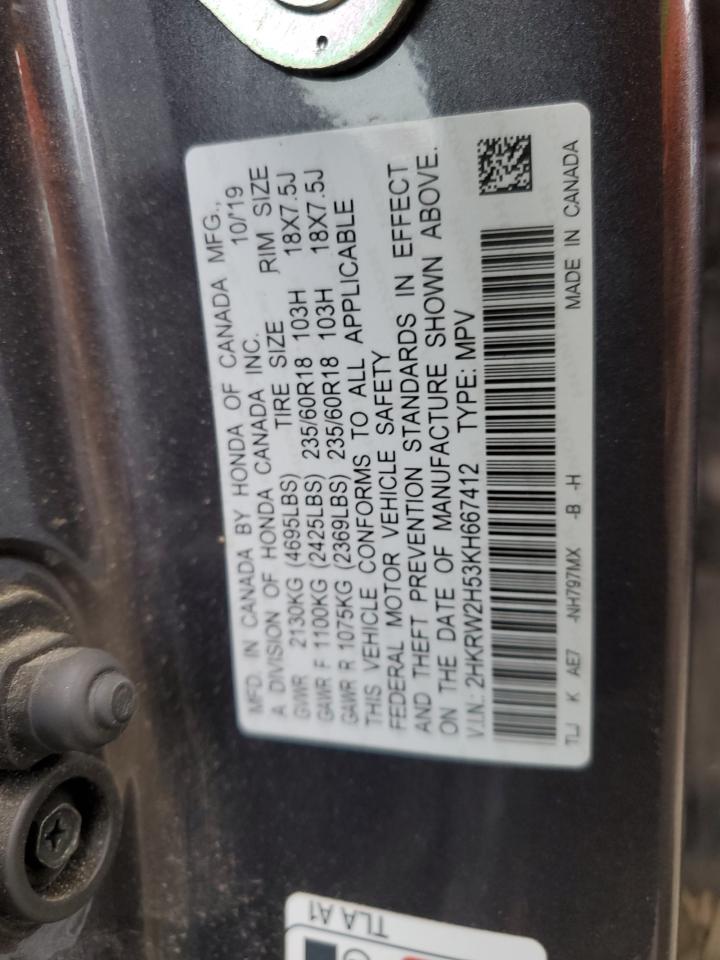 MFD. IN CANADA BY HONDA OF CANADA MFG.,
A DIVISION OF HONDA CANADA INC. 10/'19
GVWR 2130KG (4695LBS) TIRE SIZE RIM SIZE
GAWR F 1100KG (2425LBS) 235/60R18 103H 18X7.5J
GAWR R 1075KG (2369LBS) 235/60R18 103H 18X7.5J
THIS VEHICLE CONFORMS TO ALL APPLICABLE
FEDERAL MOTOR VEHICLE SAFETY
AND THEFT PREVENTION STANDARDS IN EFFECT
ON THE DATE OF MANUFACTURE SHOWN ABOVE.
V.I.N.: 2HKRW2H53KH667412 TYPE: MPV
TLJ K AE7 -NH797MX -B -H MADE IN CANADA
TLA A1